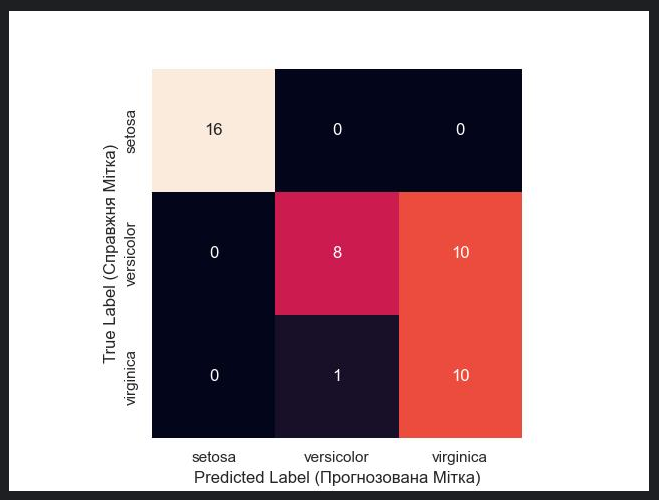 True Label (Справжня Мітка)
setosa
versicolor
virginica
16 0 0
0 8 10
0 1 10
setosa versicolor virginica
Predicted Label (Прогнозована Мітка)